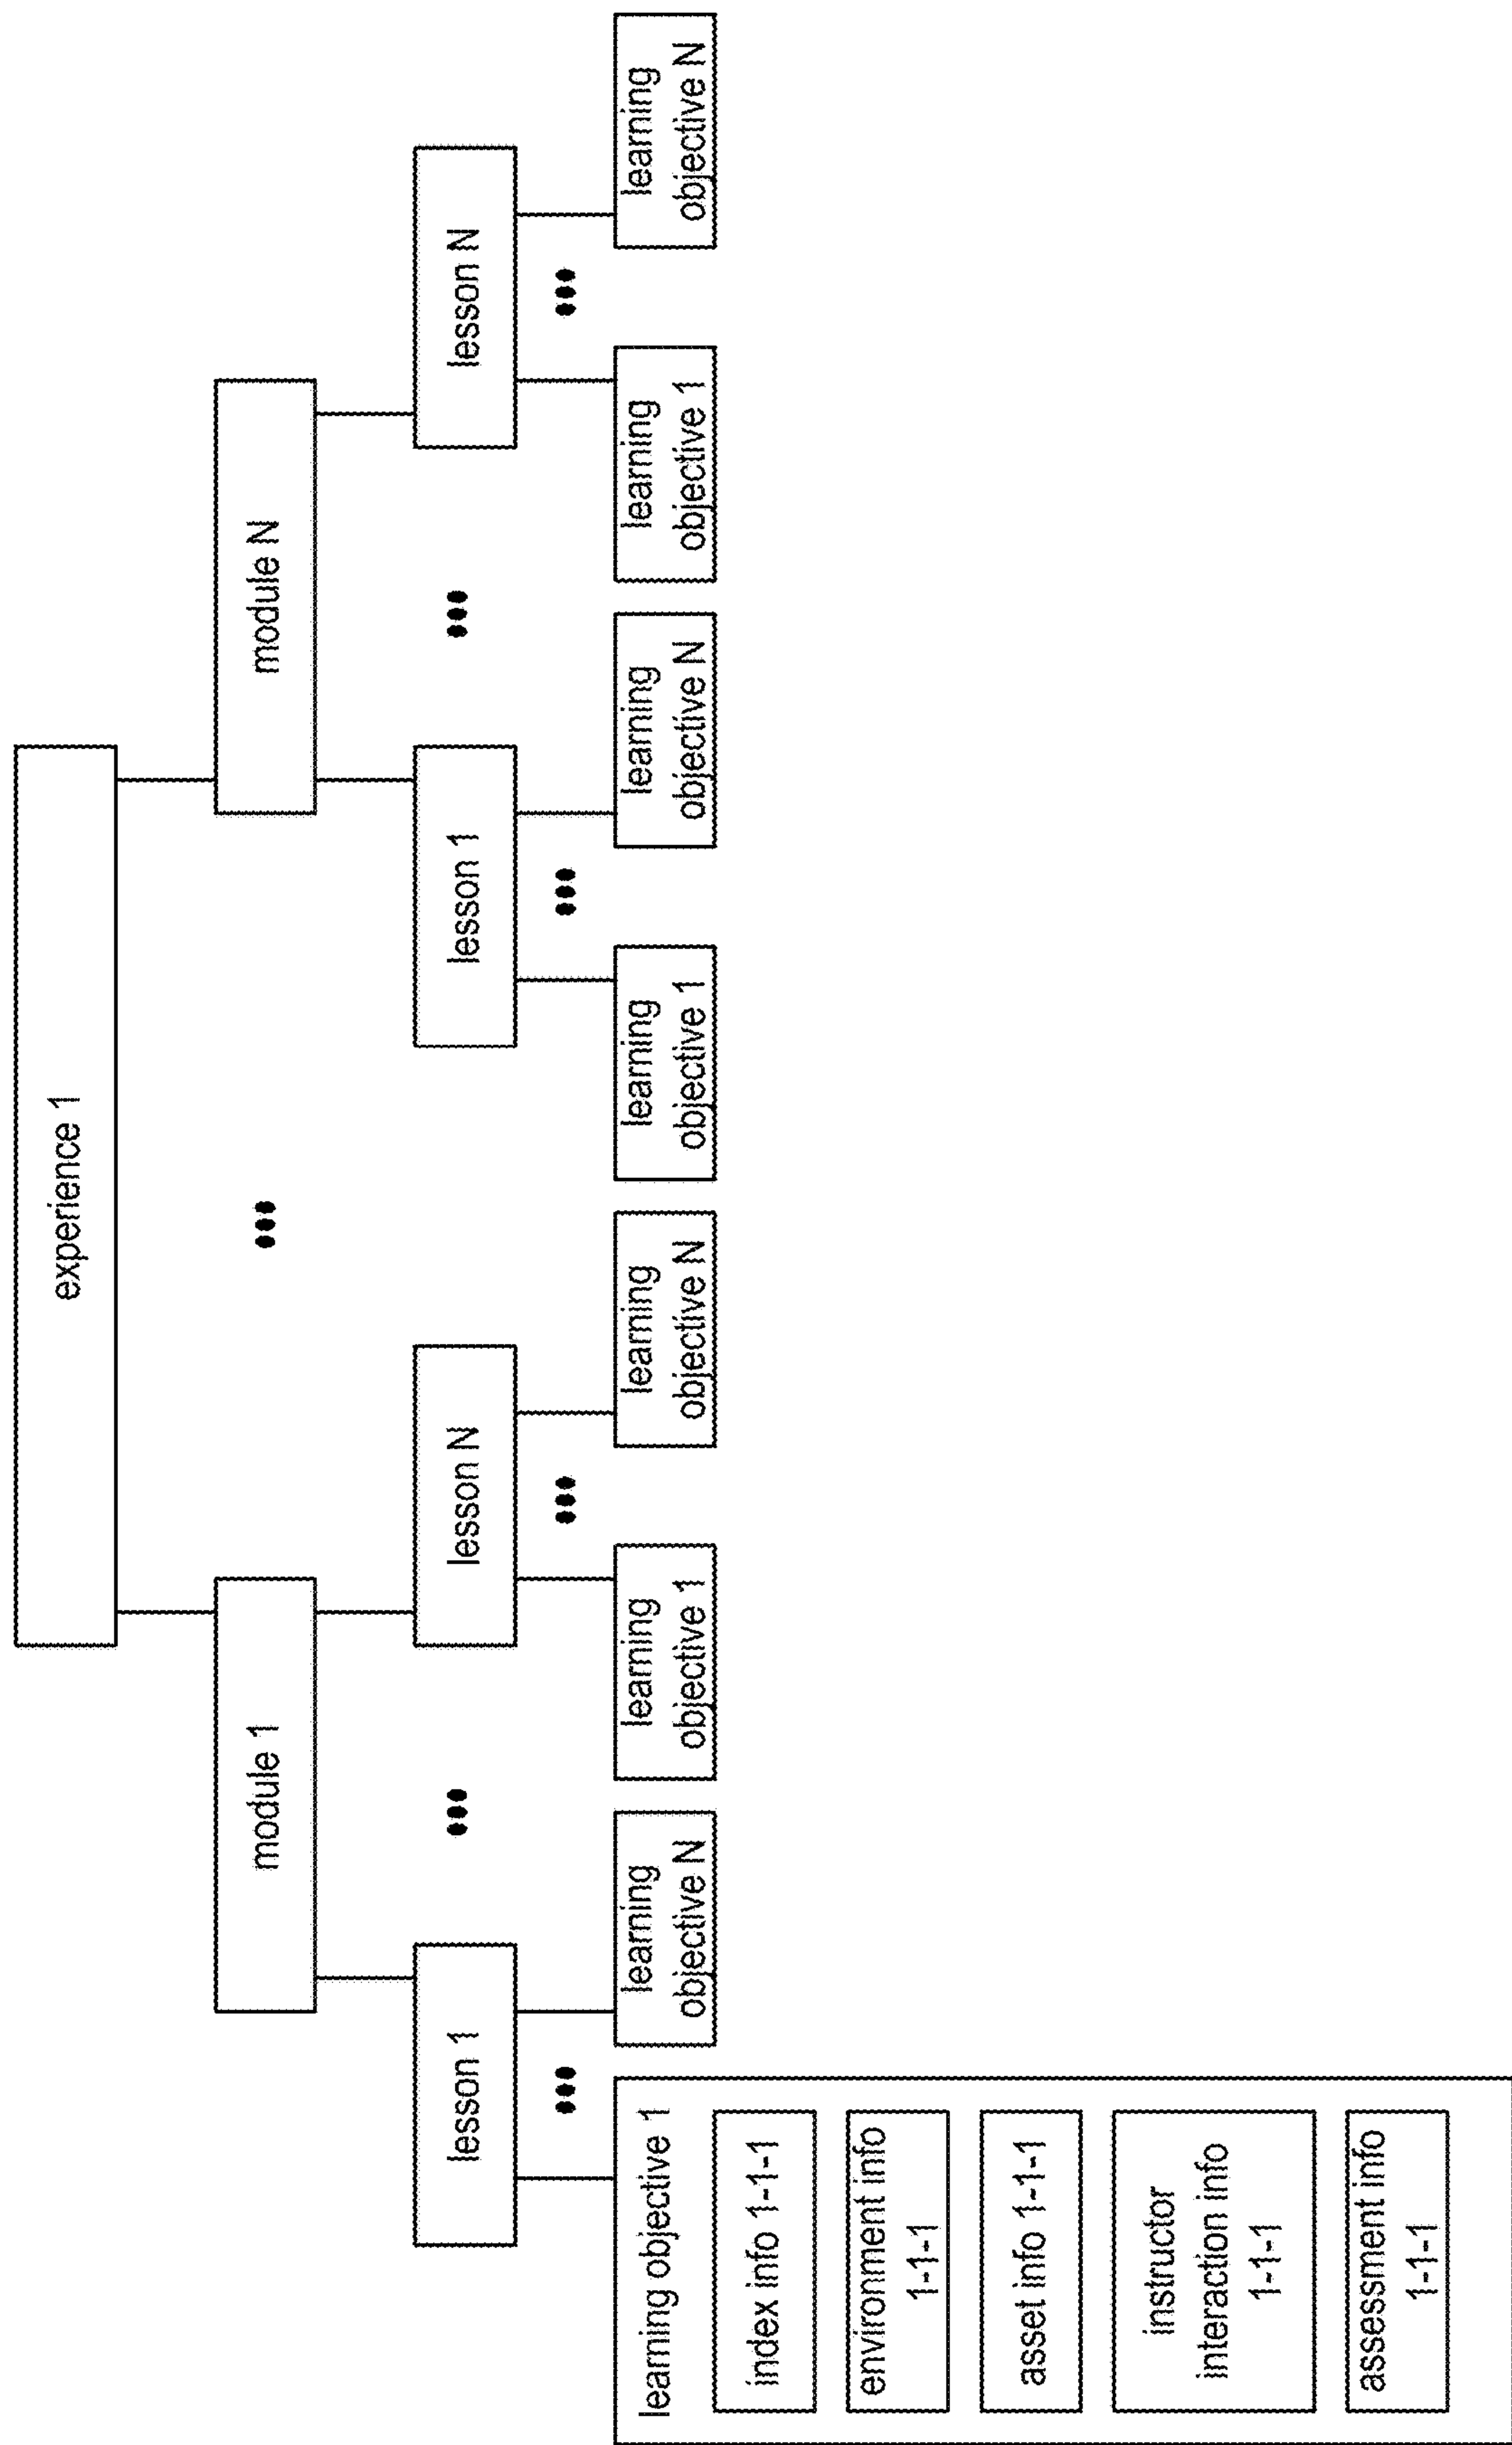 experience 1
module 1
module N
lesson 1
lesson N
lesson 1
lesson N
learning objective 1
index info 1-1-1
environment info
1-1-1
asset info 1-1-1
instructor
interaction info
1-1-1
assessment info
1-1-1
learning
objective N
learning
objective 1
learning
objective N
learning
objective 1
learning
objective N
learning
objective 1
learning
objective N